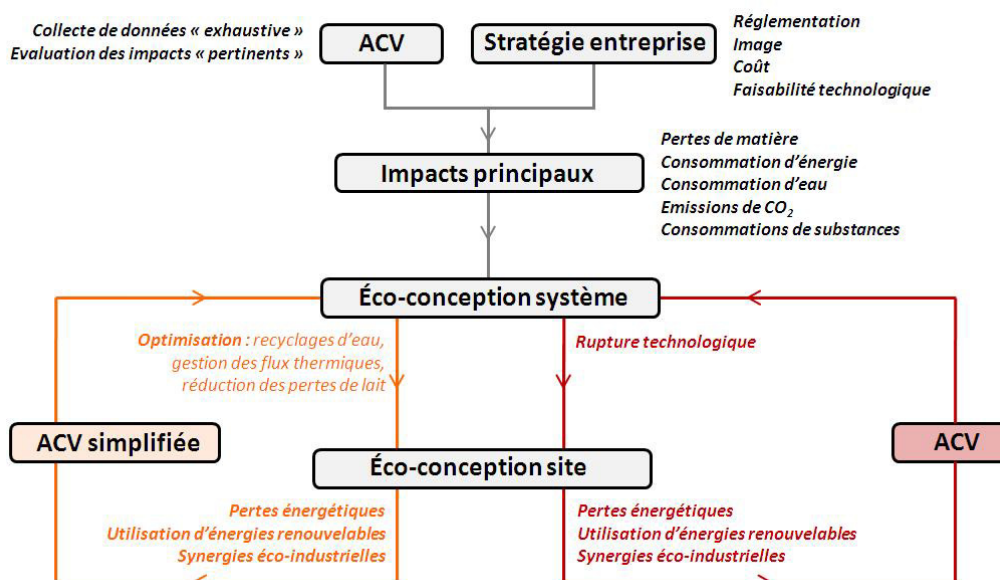 Collecte de données « exhaustive »
Evaluation des impacts « pertinents »
ACV
Stratégie entreprise
Réglementation
Image
Coût
Faisabilité technologique
Impacts principaux
Pertes de matière
Consommation d'énergie
Consommation d'eau
Emissions de CO₂
Consommations de substances
Éco-conception système
Optimisation : recyclages d'eau,
gestion des flux thermiques,
réduction des pertes de lait
Rupture technologique
ACV simplifiée
ACV
Éco-conception site
Pertes énergétiques
Utilisation d'énergies renouvelables
Synergies éco-industrielles
Pertes énergétiques
Utilisation d'énergies renouvelables
Synergies éco-industrielles